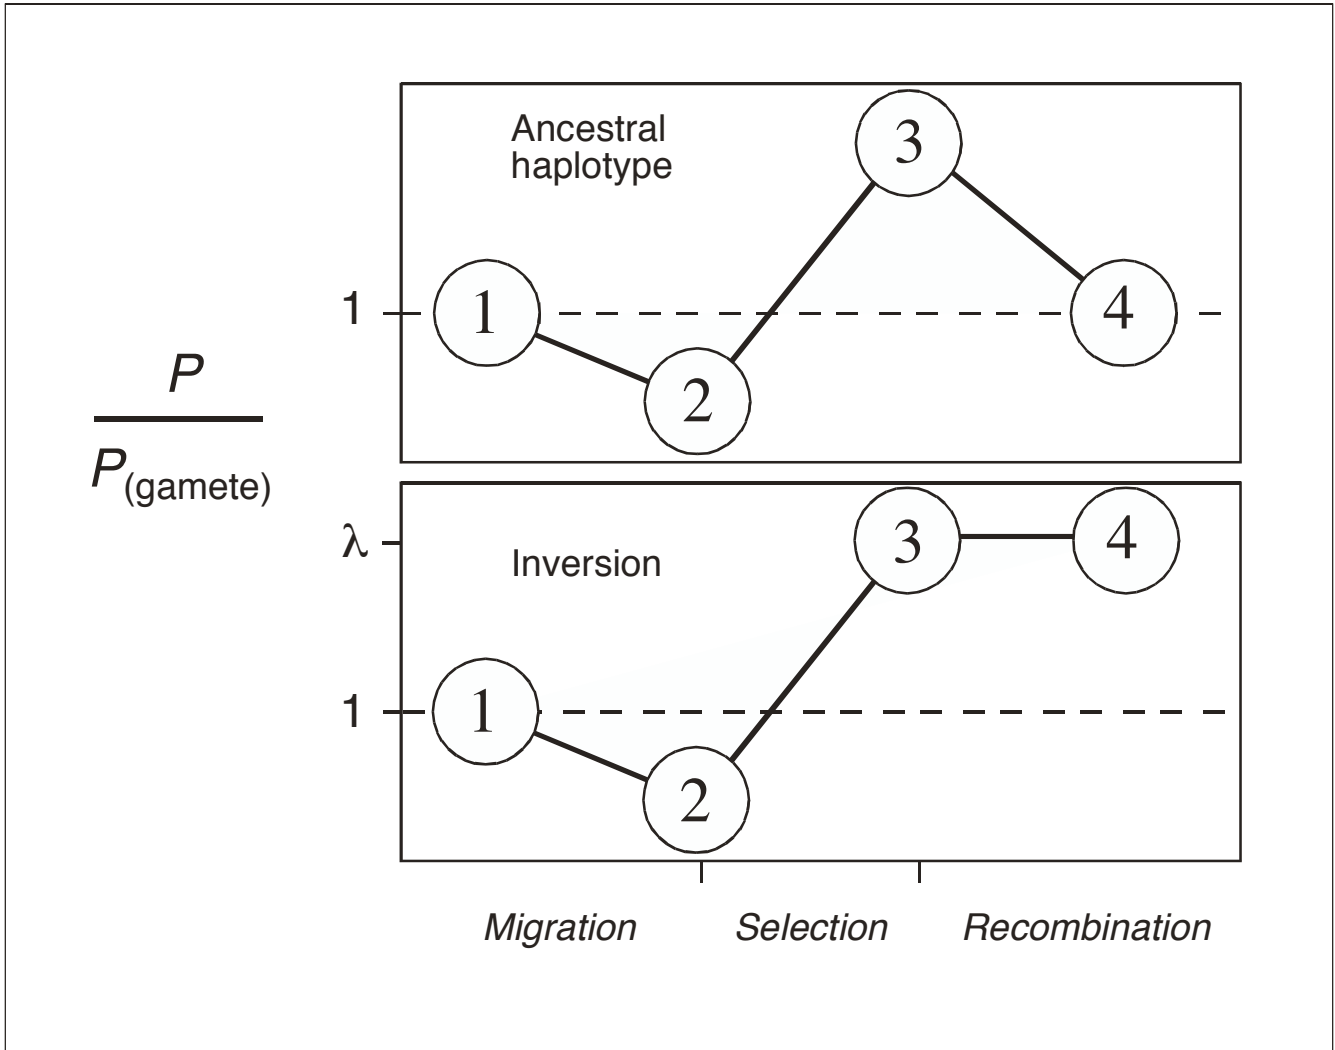 Ancestral
haplotype
3
1
1
4
2
P
P(gamete)
λ
Inversion
3
4
1
1
2
Migration
Selection
Recombination